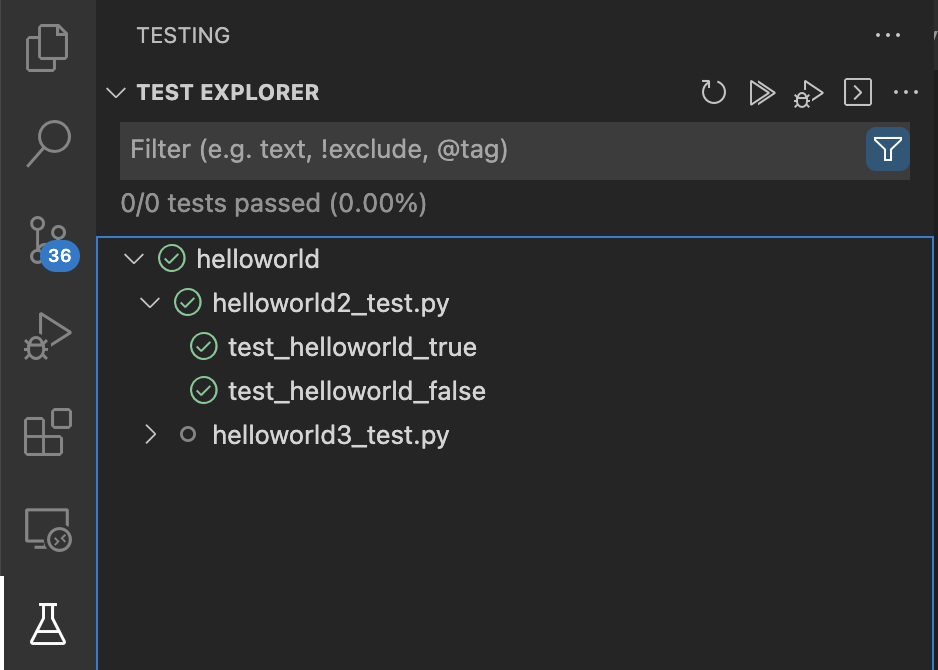 TESTING
TEST EXPLORER
Filter (e.g. text, !exclude, @tag)
0/0 tests passed (0.00%)
36
helloworld
helloworld2_test.py
test_helloworld_true
test_helloworld_false
helloworld3_test.py